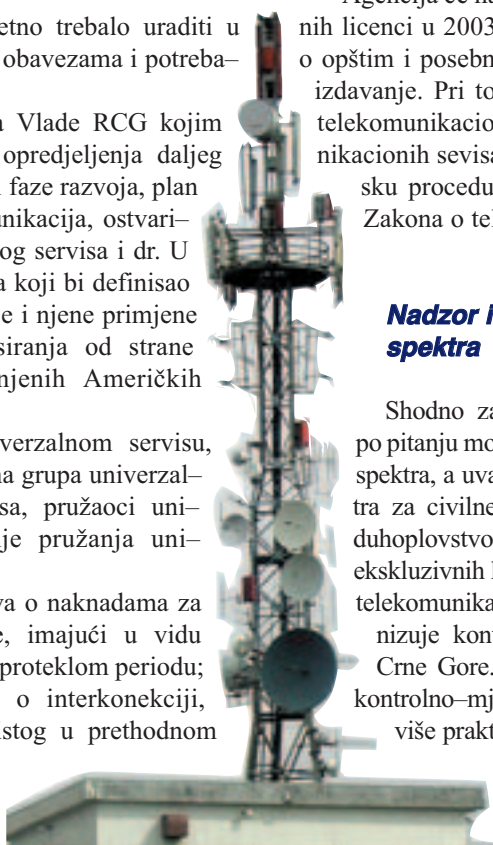 etno trebalo uraditi u
obavezama i potreba–
a Vlade RCG kojim
opredjeljenja daljeg
i faze razvoja, plan
unikacija, ostvari–
og servisa i dr. U
a koji bi definisao
e i njene primjene
siranja od strane
njenih Američkih
verzalnom servisu,
na grupa univerzal–
sa, pružaoci uni–
je pružanja uni–
va o naknadama za
e, imajući u vidu
proteklom periodu;
o interkonekciji,
istog u prethodnom
Agencija će na
nih licenci u 2003
o opštim i posebn
izdavanje. Pri to
telekomunikacio
nikacionih sevisa
sku procedu
Zakona o tel
Nadzor i
spektra
Shodno za
po pitanju mo
spektra, a uva
tra za civilne
duhoplovstvo
ekskluzivnih l
telekomunika
nizuje kont
Crne Gore.
kontrolno–mj
više prakt